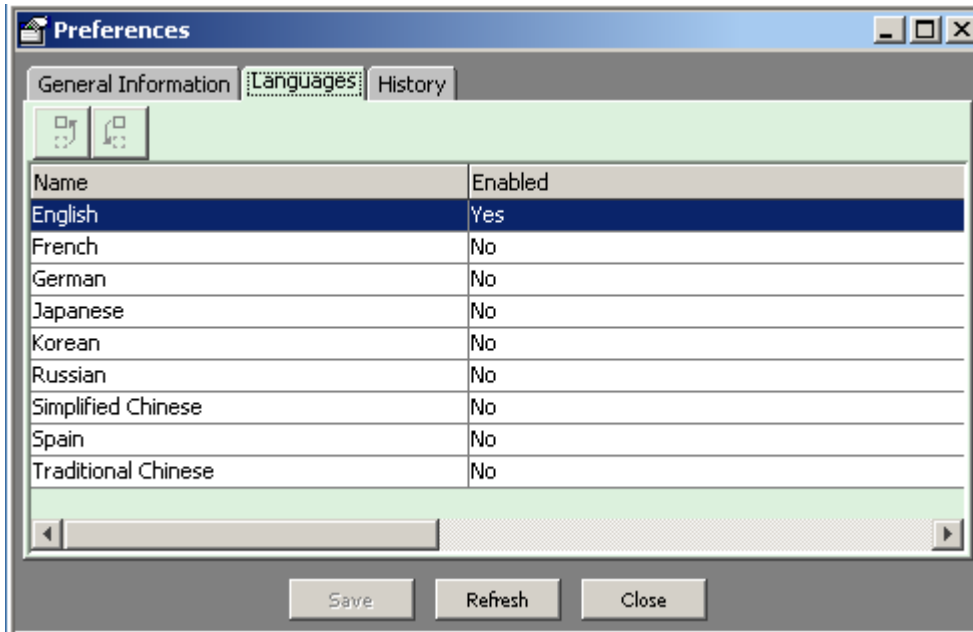 Preferences
General Information Languages History
Name Enabled
English Yes
French No
German No
Japanese No
Korean No
Russian No
Simplified Chinese No
Spain No
Traditional Chinese No
Save Refresh Close